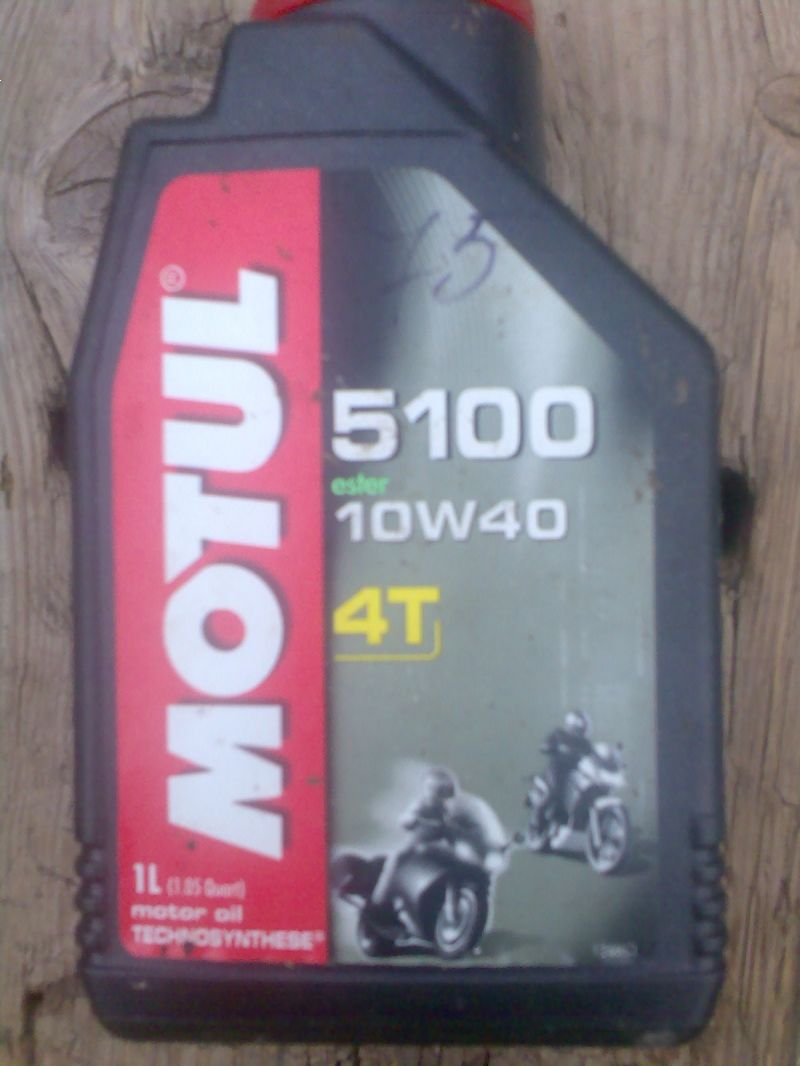 MOTUL®
5100
ester
10W40
4T
1L (1.05 Quart)
motor oil
TECHNOSYNTHESE®